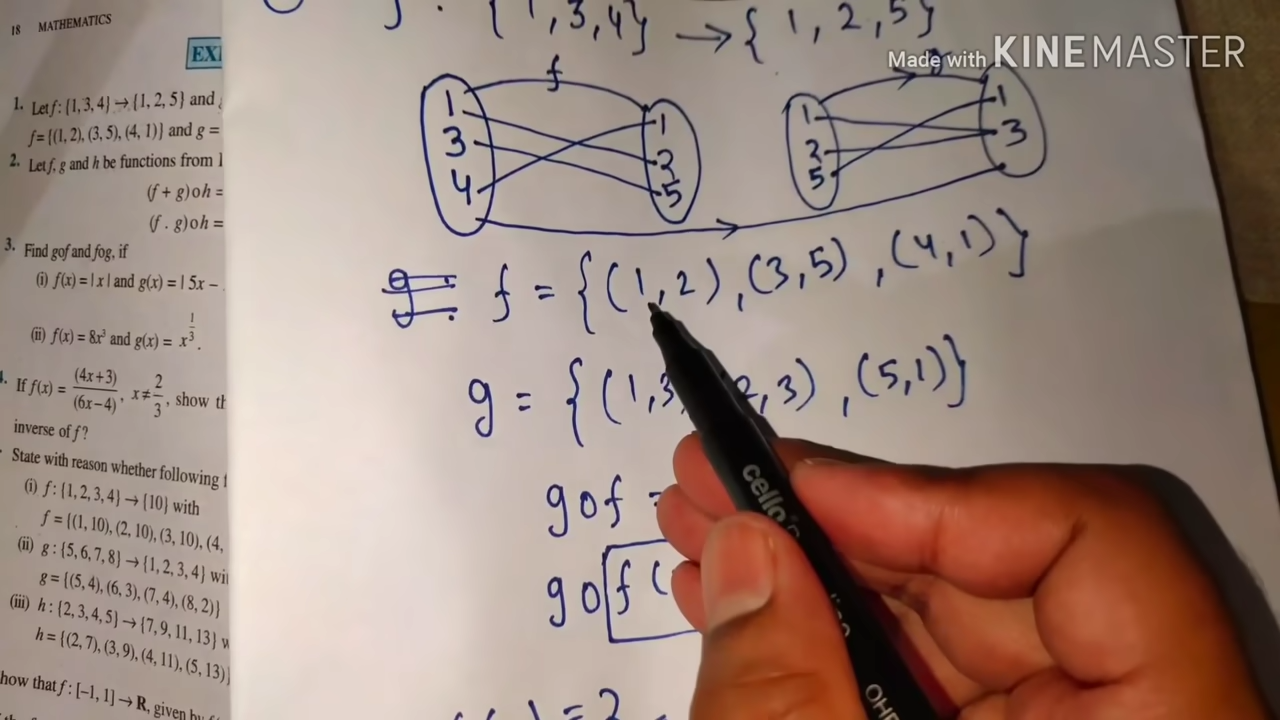 18 MATHEMATICS
1. Let f : {1, 3, 4} → {1, 2, 5} and
f = {(1, 2), (3, 5), (4, 1)} and g =
2. Let f, g and h be functions from
(f + g)oh =
(f . g)oh =
3. Find gof and fog, if
(i) f(x) = | x | and g(x) = | 5x –
(ii) f(x) = 8x³ and g(x) = x^(1/3).
If f(x) = (4x+3)/(6x–4), x ≠ 2/3, show
inverse of f?
State with reason whether following
(i) f : {1, 2, 3, 4} → {10} with
f = {(1, 10), (2, 10), (3, 10), (4,
(ii) g : {5, 6, 7, 8} → {1, 2, 3, 4}
g = {(5, 4), (6, 3), (7, 4), (8, 2)}
(iii) h : {2, 3, 4, 5} → {7, 9, 11, 13}
h = {(2, 7), (3, 9), (4, 11), (5, 13)}
that f : [–1, 1] → R, given by
f : {1, 3, 4} → {1, 2, 5}
Made with KINEMASTER
f
1 1 1 1
3 2 2 3
4 5 5
f = {(1, 2), (3, 5), (4, 1)}
g = {(1, 3 2, 3), (5, 1)}
gof =
gof (
= 2
cello